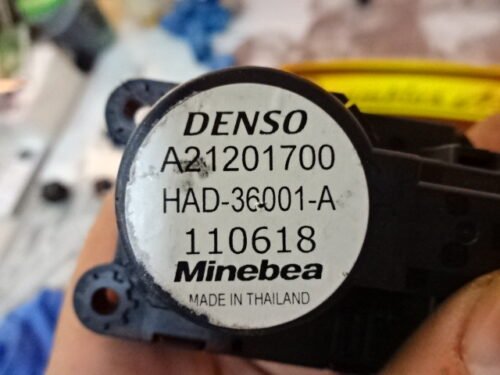 DENSO
A21201700
HAD-36001-A
110618
Minebea
MADE IN THAILAND